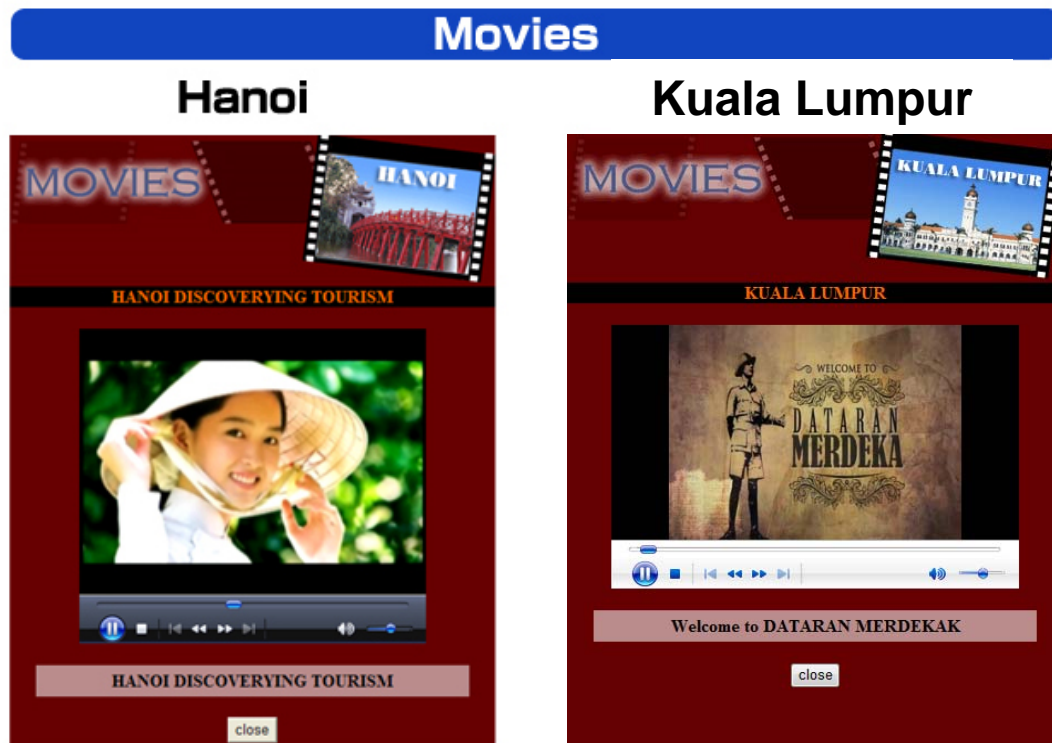 Movies
Hanoi
MOVIES
HANOI
HANOI DISCOVERYING TOURISM
HANOI DISCOVERYING TOURISM
close
Kuala Lumpur
MOVIES
KUALA LUMPUR
KUALA LUMPUR
WELCOME TO
DATARAN
MERDEKA
Welcome to DATARAN MERDEKAK
close